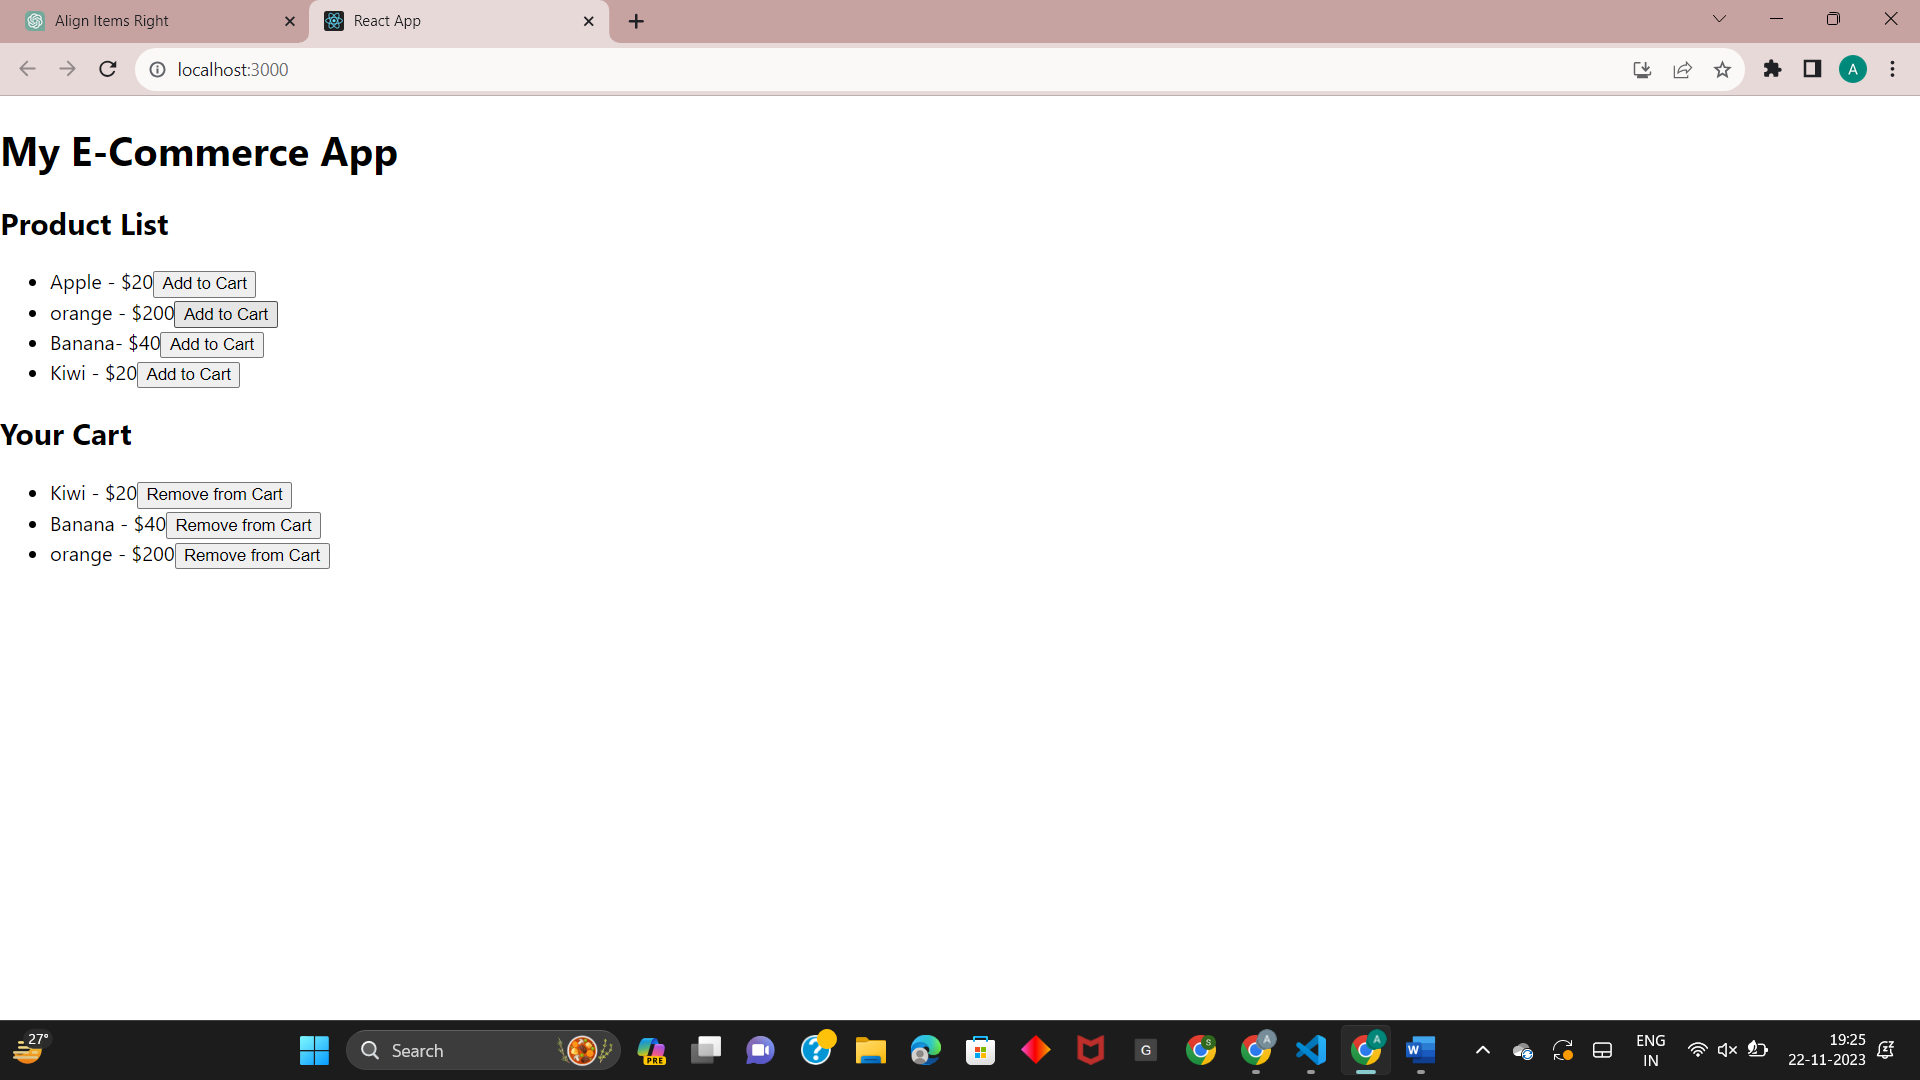 Align Items Right
React App
localhost:3000
A
My E-Commerce App
Product List
Apple - $20 Add to Cart
orange - $200 Add to Cart
Banana- $40 Add to Cart
Kiwi - $20 Add to Cart
Your Cart
Kiwi - $20 Remove from Cart
Banana - $40 Remove from Cart
orange - $200 Remove from Cart
27°
Search
PRE
G
S
A
A
W
ENG
IN
19:25
22-11-2023